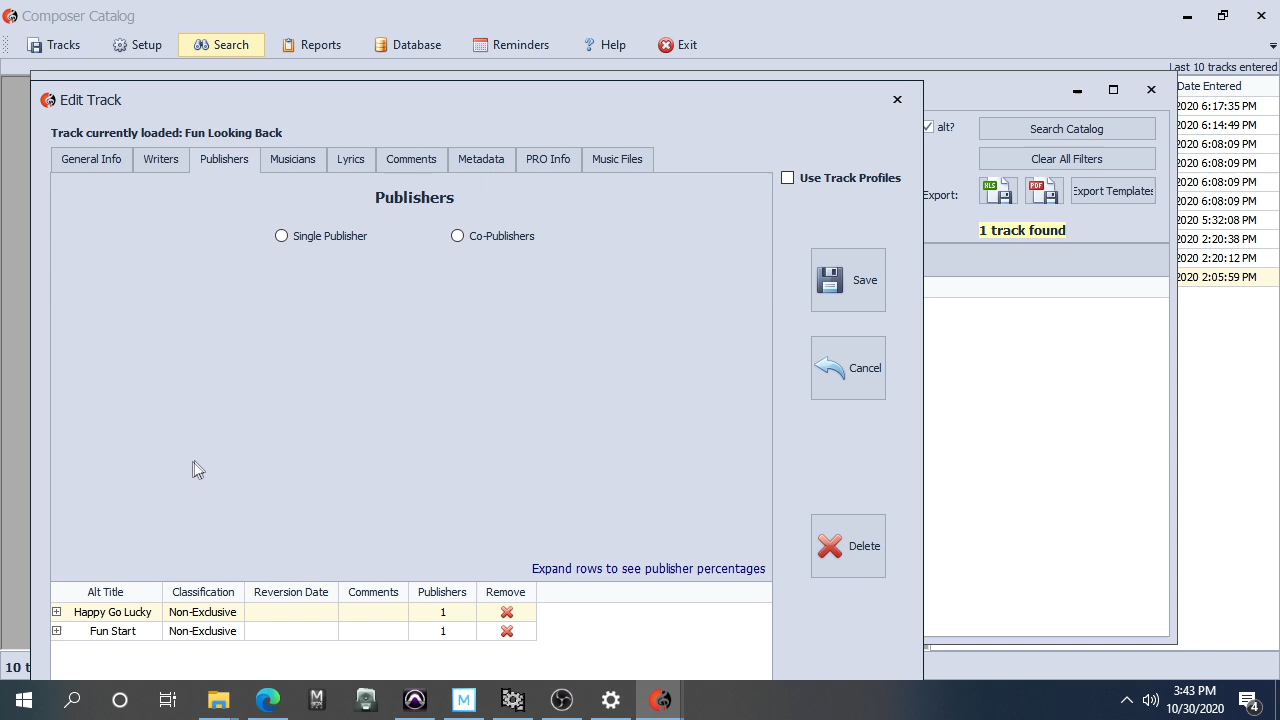 Composer Catalog
Tracks Setup Search Reports Database Reminders Help Exit
Last 10 tracks entered
Edit Track
Date Entered
2020 6:17:35 PM
2020 6:14:49 PM
2020 6:08:09 PM
2020 6:08:09 PM
2020 6:08:09 PM
2020 6:08:09 PM
2020 5:32:08 PM
2020 2:20:38 PM
2020 2:20:12 PM
2020 2:05:59 PM
alt?
Search Catalog
Clear All Filters
Export:
XLS
PDF
Export Templates
1 track found
Track currently loaded: Fun Looking Back
General Info Writers Publishers Musicians Lyrics Comments Metadata PRO Info Music Files
Use Track Profiles
Publishers
Single Publisher Co-Publishers
Save
Cancel
Delete
Expand rows to see publisher percentages
Alt Title Classification Reversion Date Comments Publishers Remove
Happy Go Lucky Non-Exclusive 1
Fun Start Non-Exclusive 1
10 t
3:43 PM
10/30/2020
4